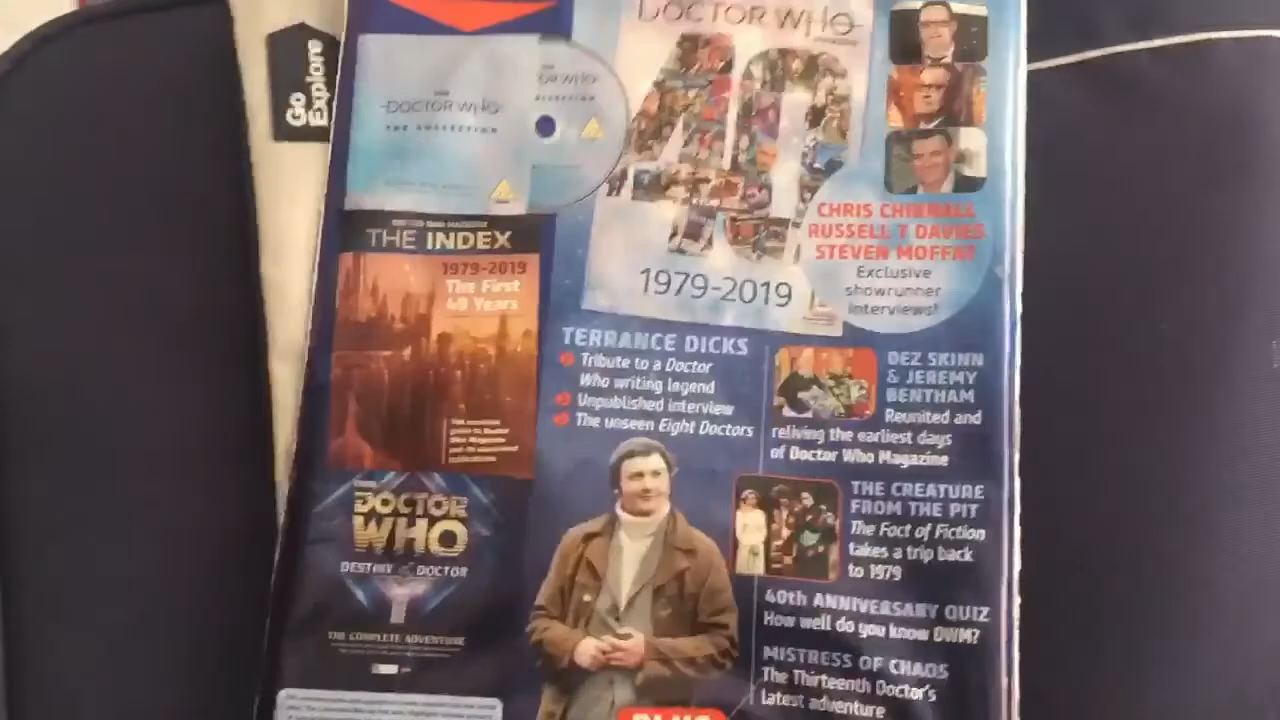 Go
Explore
DOCTOR WHO
DOCTOR WHO
THE COLLECTION
1979-2019
CHRIS CHIBNALL
RUSSELL T DAVIES
STEVEN MOFFAT
Exclusive
showrunner
interviews!
THE INDEX
1979-2019
The First
40 Years
DOCTOR
WHO
DESTINY OF THE DOCTOR
THE COMPLETE ADVENTURE
TERRANCE DICKS
Tribute to a Doctor
Who writing legend
Unpublished interview
The unseen Eight Doctors
DEZ SKINN
& JEREMY
BENTHAM
Reunited and
reliving the earliest days
of Doctor Who Magazine
THE CREATURE
FROM THE PIT
The Fact of Fiction
takes a trip back
to 1979
40th ANNIVERSARY QUIZ
How well do you know DWM?
MISTRESS OF CHAOS
The Thirteenth Doctor's
latest adventure
PLUS